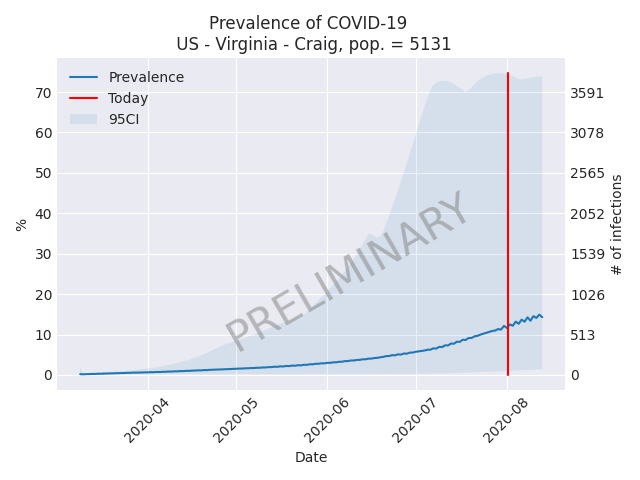 Prevalence of COVID-19
US - Virginia - Craig, pop. = 5131
Prevalence
Today
95CI
70
60
50
40
30
20
10
0
%
3591
3078
2565
2052
1539
1026
513
0
# of infections
PRELIMINARY
2020-04
2020-05
2020-06
2020-07
2020-08
Date